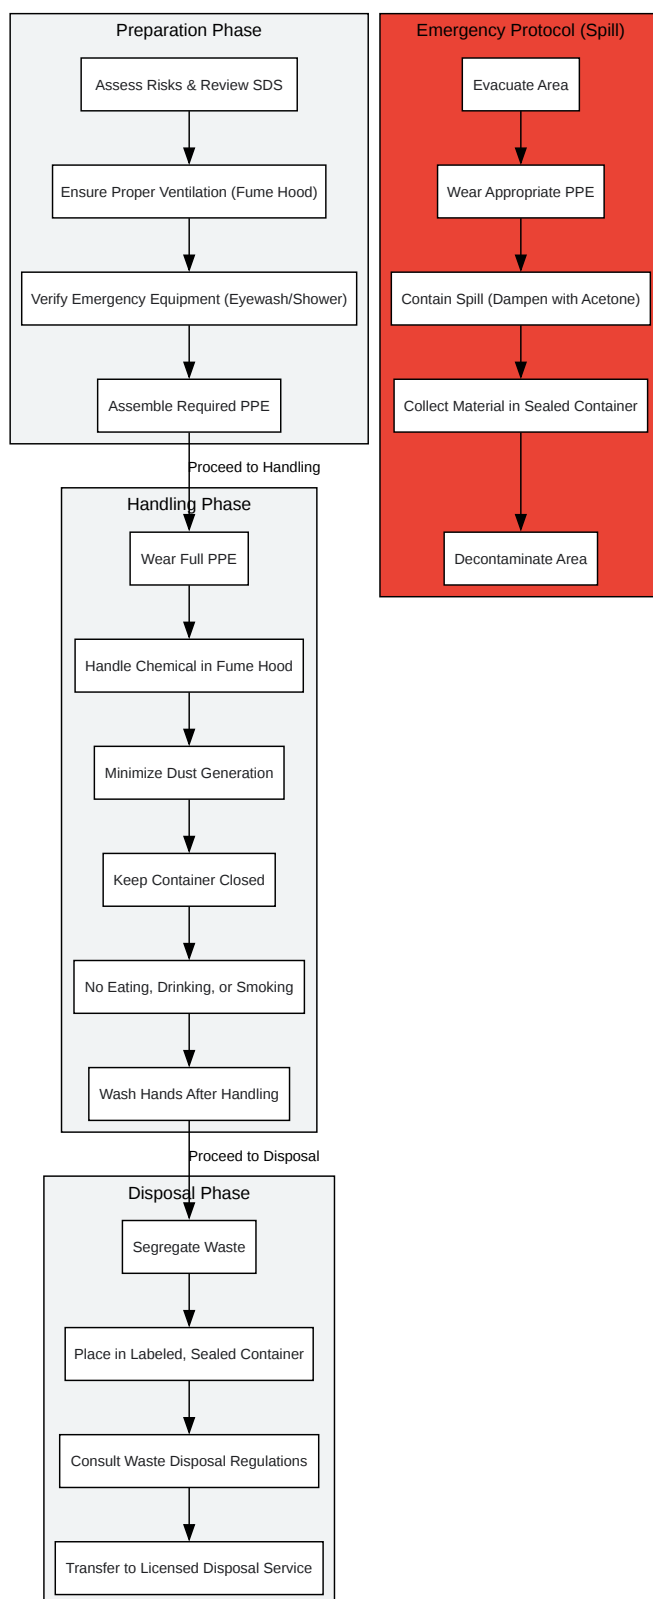 Preparation Phase
Assess Risks & Review SDS
Ensure Proper Ventilation (Fume Hood)
Verify Emergency Equipment (Eyewash/Shower)
Assemble Required PPE
Proceed to Handling
Handling Phase
Wear Full PPE
Handle Chemical in Fume Hood
Minimize Dust Generation
Keep Container Closed
No Eating, Drinking, or Smoking
Wash Hands After Handling
Proceed to Disposal
Disposal Phase
Segregate Waste
Place in Labeled, Sealed Container
Consult Waste Disposal Regulations
Transfer to Licensed Disposal Service
Emergency Protocol (Spill)
Evacuate Area
Wear Appropriate PPE
Contain Spill (Dampen with Acetone)
Collect Material in Sealed Container
Decontaminate Area